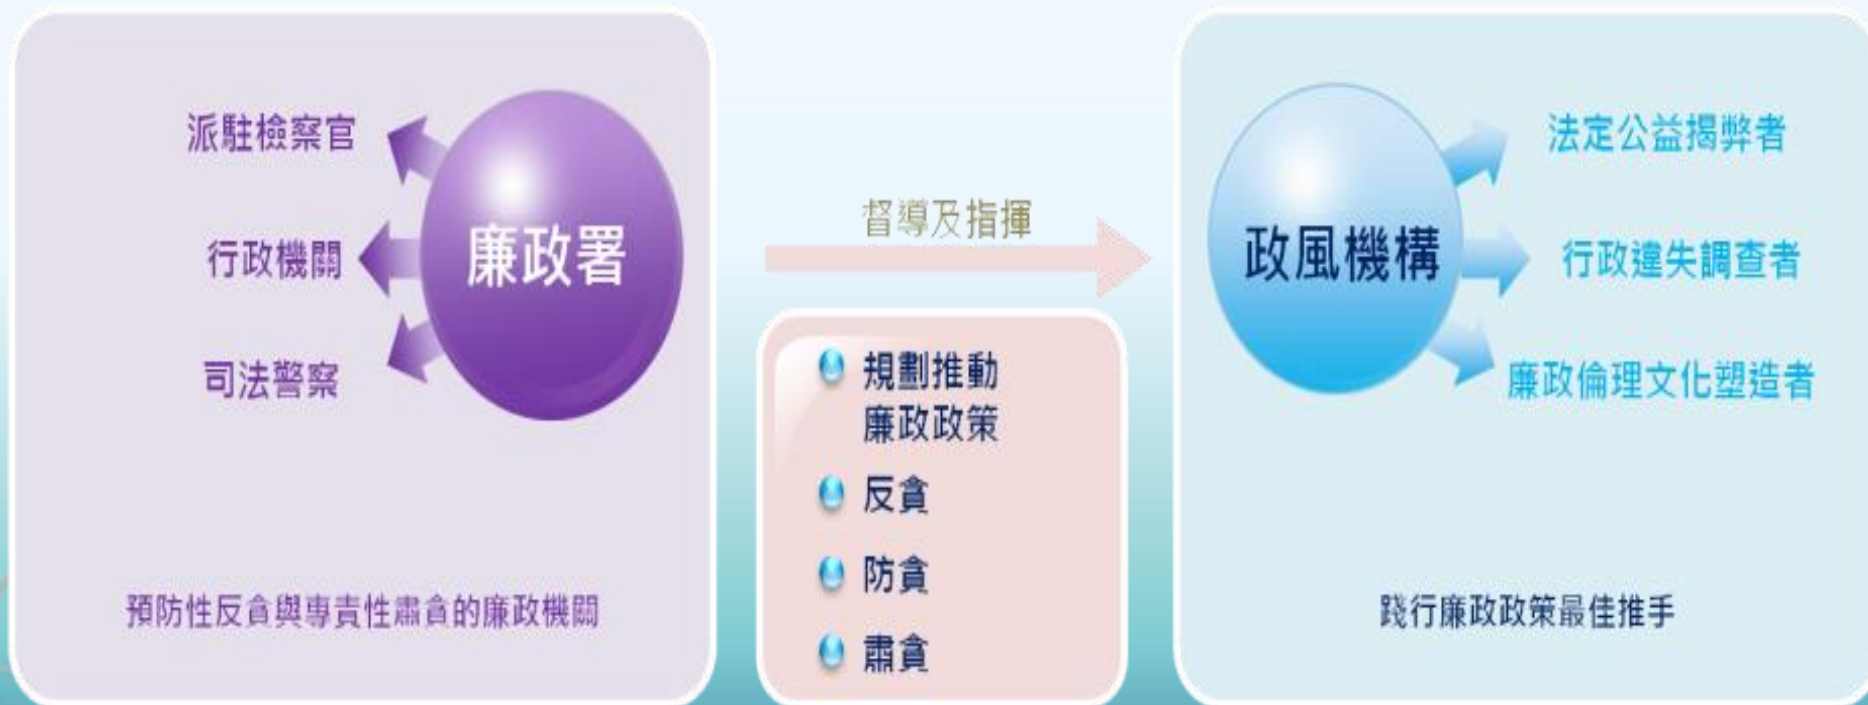 派駐檢察官
行政機關
司法警察
廉政署
預防性反貪與專責性肅貪的廉政機關
督導及指揮
規劃推動
廉政政策
反貪
防貪
肅貪
政風機構
法定公益揭弊者
行政違失調查者
廉政倫理文化塑造者
踐行廉政政策最佳推手